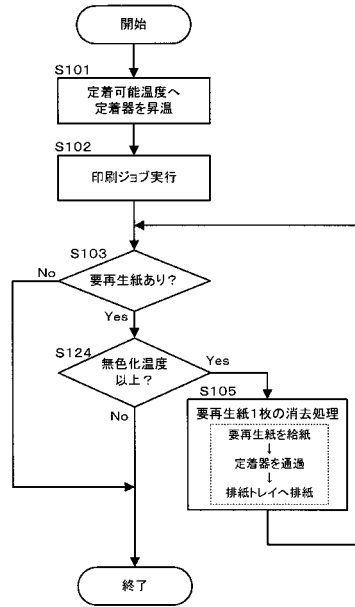 開始
S101
定着可能温度へ
定着器を昇温
S102
印刷ジョブ実行
S103
要再生紙あり?
No
Yes
S124
無色化温度
以上?
Yes
No
S105
要再生紙1枚の消去処理
要再生紙を給紙
↓
定着器を通過
↓
排紙トレイへ排紙
終了